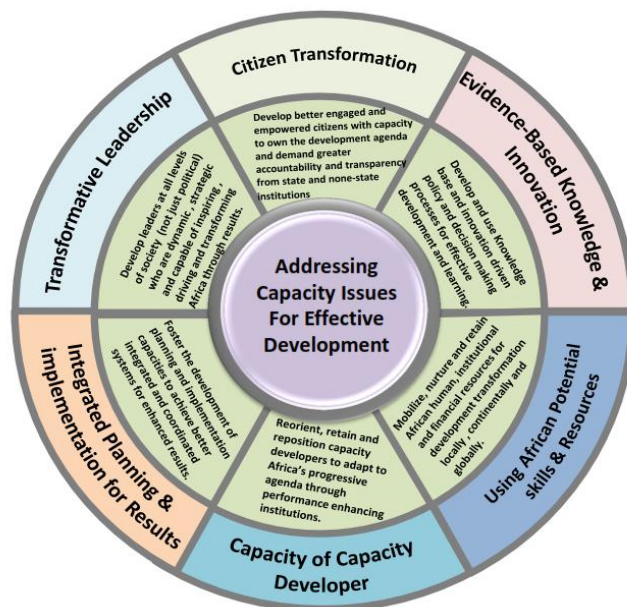 Citizen Transformation
Develop better engaged and
empowered citizens with capacity
to own the development agenda
and demand greater
accountability and transparency
from state and none-state
institutions
Evidence-Based Knowledge &
Innovation
Develop and use Knowledge
base and innovation driven
policy and decision making
processes for effective
development and learning.
Using African Potential
skills & Resources
Mobilize, nurture and retain
African human, institutional
and financial resources for
development transformation
locally , continentally and
globally.
Capacity of Capacity
Developer
Reorient, retain and
reposition capacity
developers to adapt to
Africa’s progressive
agenda through
performance enhancing
institutions.
Integrated Planning &
implementation for Results
Foster the development of
planning and implementation
capacities to achieve better
integrated and coordinated
systems for enhanced results.
Transformative Leadership
Develop leaders at all levels
of society (not just political)
who are dynamic , strategic
and capable of inspiring ,
driving and transforming
Africa through results.
Addressing
Capacity Issues
For Effective
Development